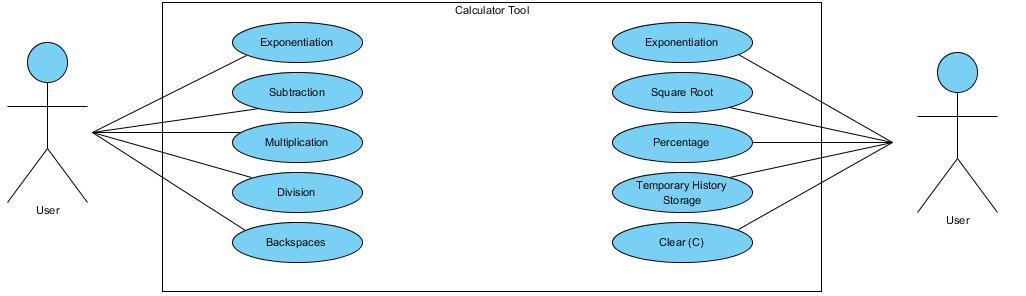 Calculator Tool
Exponentiation
Subtraction
Multiplication
Division
Backspaces
User
Exponentiation
Square Root
Percentage
Temporary History
Storage
Clear (C)
User